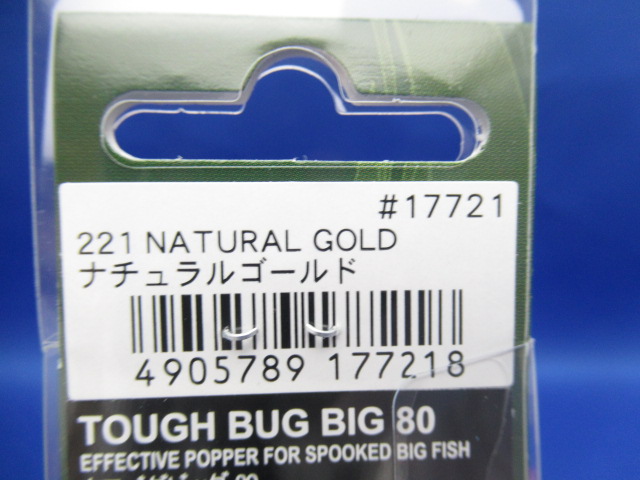 #17721
221 NATURAL GOLD
ナチュラルゴールド
4905789 177218
TOUGH BUG BIG 80
EFFECTIVE POPPER FOR SPOOKED BIG FISH